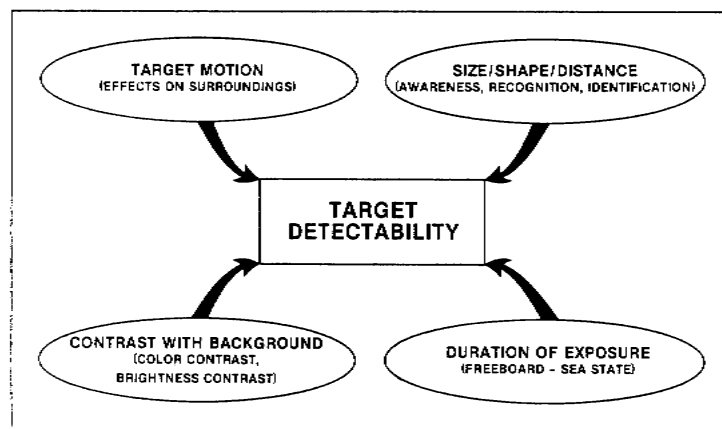 TARGET MOTION
(EFFECTS ON SURROUNDINGS)
SIZE/SHAPE/DISTANCE
(AWARENESS, RECOGNITION, IDENTIFICATION)
TARGET
DETECTABILITY
CONTRAST WITH BACKGROUND
(COLOR CONTRAST,
BRIGHTNESS CONTRAST)
DURATION OF EXPOSURE
(FREEBOARD - SEA STATE)